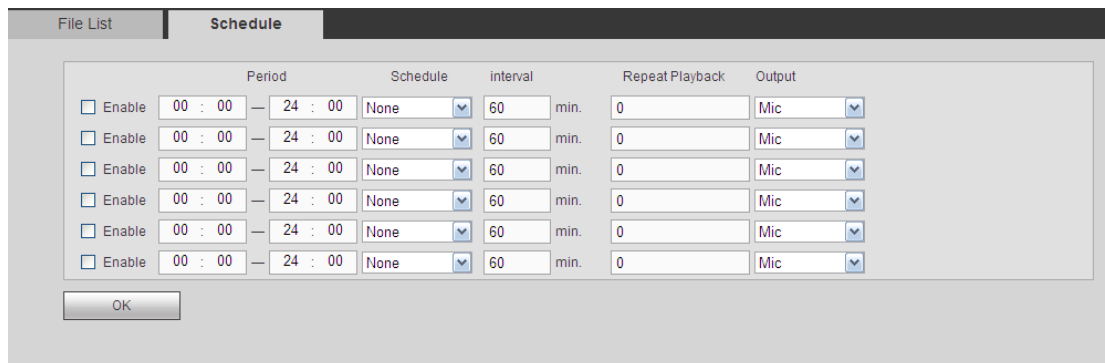 File List Schedule
Period Schedule interval Repeat Playback Output
Enable 00 : 00 — 24 : 00 None 60 min. 0 Mic
Enable 00 : 00 — 24 : 00 None 60 min. 0 Mic
Enable 00 : 00 — 24 : 00 None 60 min. 0 Mic
Enable 00 : 00 — 24 : 00 None 60 min. 0 Mic
Enable 00 : 00 — 24 : 00 None 60 min. 0 Mic
Enable 00 : 00 — 24 : 00 None 60 min. 0 Mic
OK